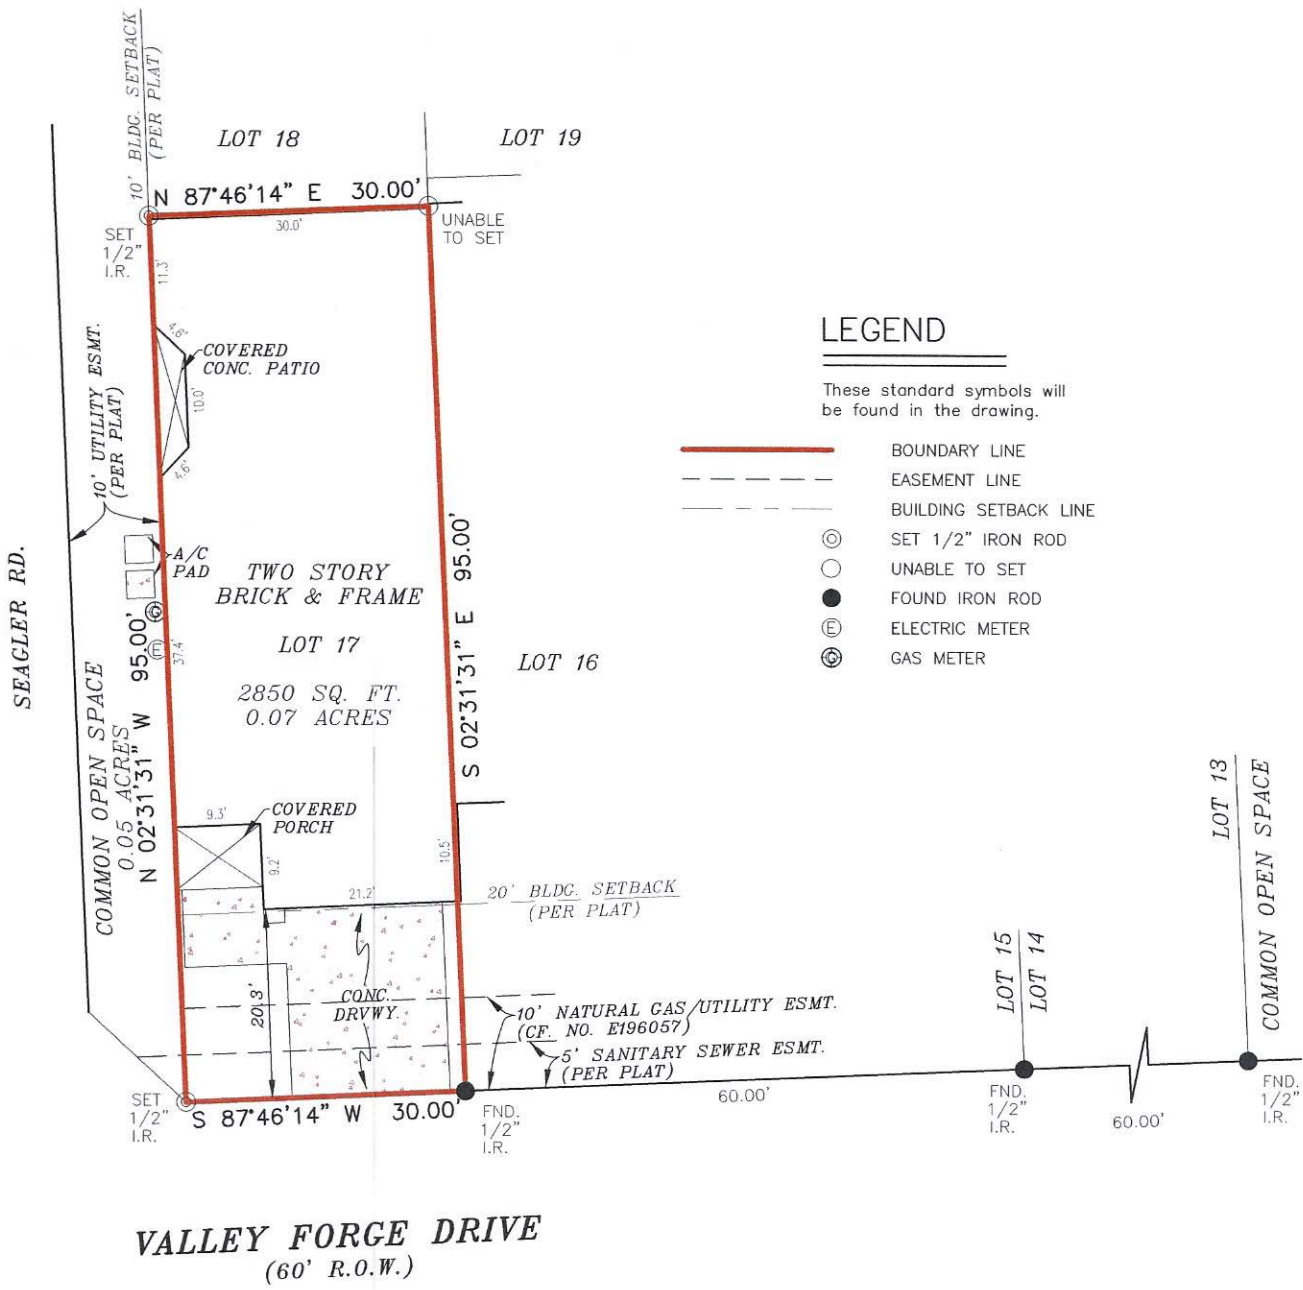 10' BLDG. SETBACK
(PER PLAT)
LOT 18
LOT 19
N 87°46'14" E 30.00'
30.0'
SET
1/2"
I.R.
UNABLE
TO SET
11.3'
4.6'
COVERED
CONC. PATIO
10.0'
4.6'
10' UTILITY ESMT.
(PER PLAT)
LEGEND
These standard symbols will
be found in the drawing.
BOUNDARY LINE
EASEMENT LINE
BUILDING SETBACK LINE
SET 1/2" IRON ROD
UNABLE TO SET
FOUND IRON ROD
E ELECTRIC METER
G GAS METER
SEAGLER RD.
A/C
PAD
G
E
37.4'
TWO STORY
BRICK & FRAME
LOT 17
2850 SQ. FT.
0.07 ACRES
S 02°31'31" E 95.00'
LOT 16
COMMON OPEN SPACE
0.05 ACRES
N 02°31'31" W 95.00'
9.3'
COVERED
PORCH
9.2'
10.5'
21.2'
20' BLDG. SETBACK
(PER PLAT)
20.3'
CONC.
DRVWY.
10' NATURAL GAS/UTILITY ESMT.
(CF. NO. E196057)
5' SANITARY SEWER ESMT.
(PER PLAT)
LOT 15
LOT 14
LOT 13
COMMON OPEN SPACE
SET
1/2"
I.R.
S 87°46'14" W 30.00'
FND.
1/2"
I.R.
60.00'
FND.
1/2"
I.R.
60.00'
FND.
1/2"
I.R.
VALLEY FORGE DRIVE
(60' R.O.W.)